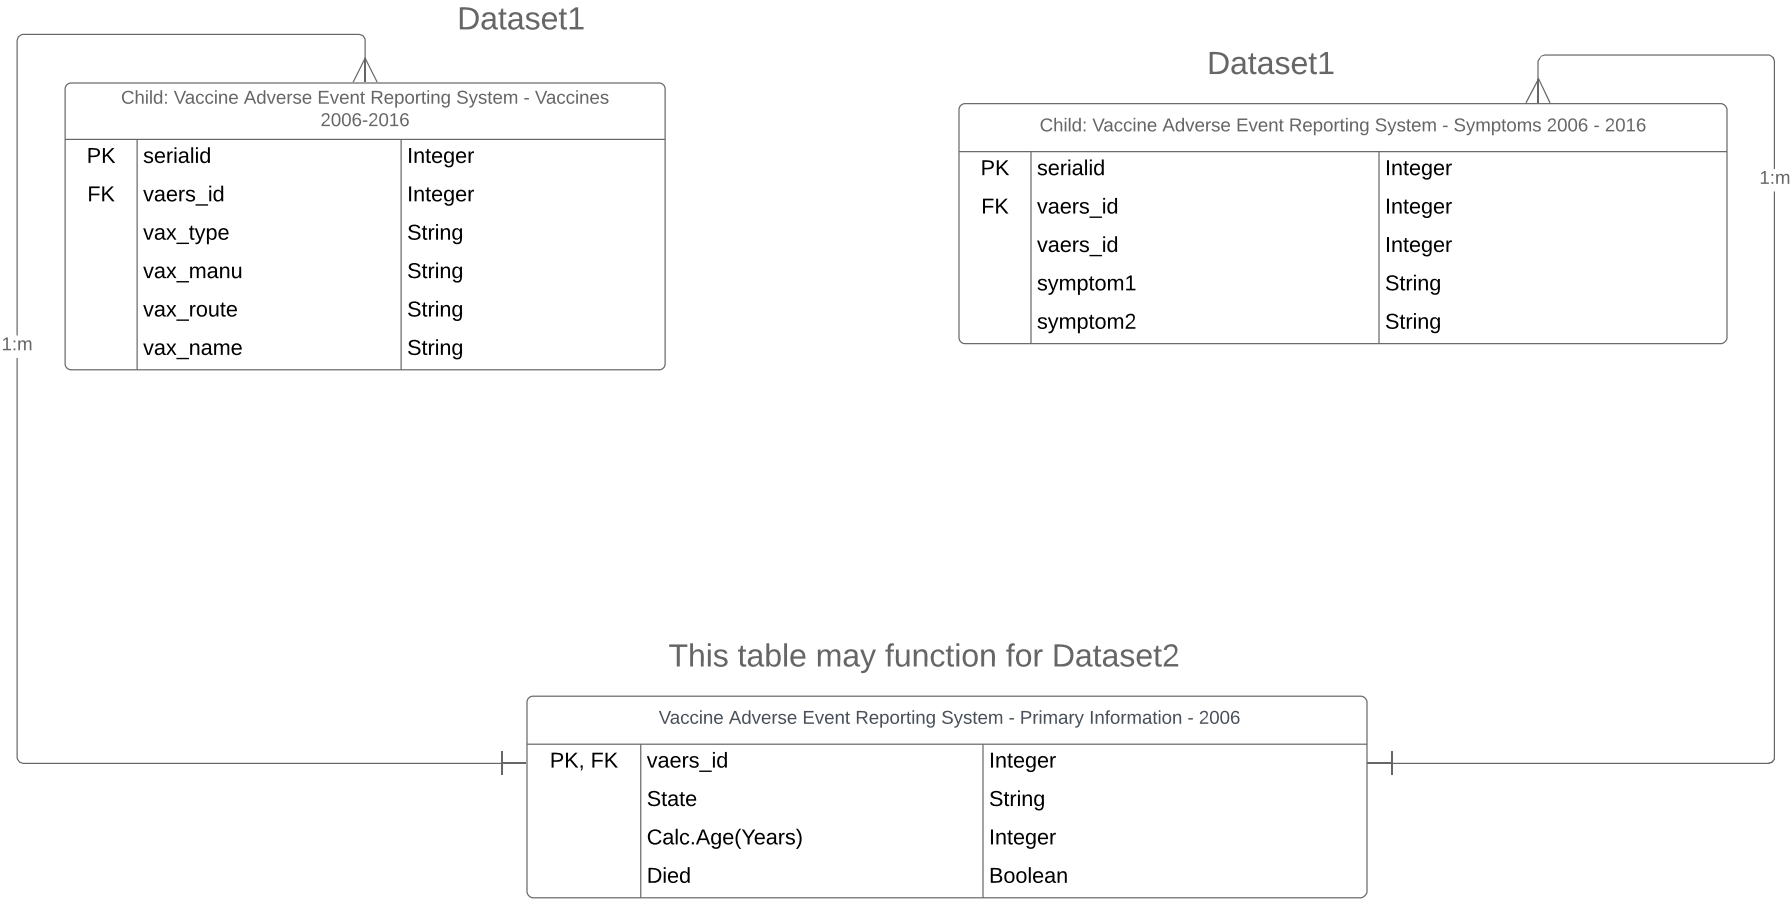 Dataset1
Child: Vaccine Adverse Event Reporting System - Vaccines
2006-2016
PK serialid Integer
FK vaers_id Integer
vax_type String
vax_manu String
vax_route String
vax_name String
1:m
Dataset1
Child: Vaccine Adverse Event Reporting System - Symptoms 2006 - 2016
PK serialid Integer
FK vaers_id Integer
vaers_id Integer
symptom1 String
symptom2 String
1:m
This table may function for Dataset2
Vaccine Adverse Event Reporting System - Primary Information - 2006
PK, FK vaers_id Integer
State String
Calc.Age(Years) Integer
Died Boolean